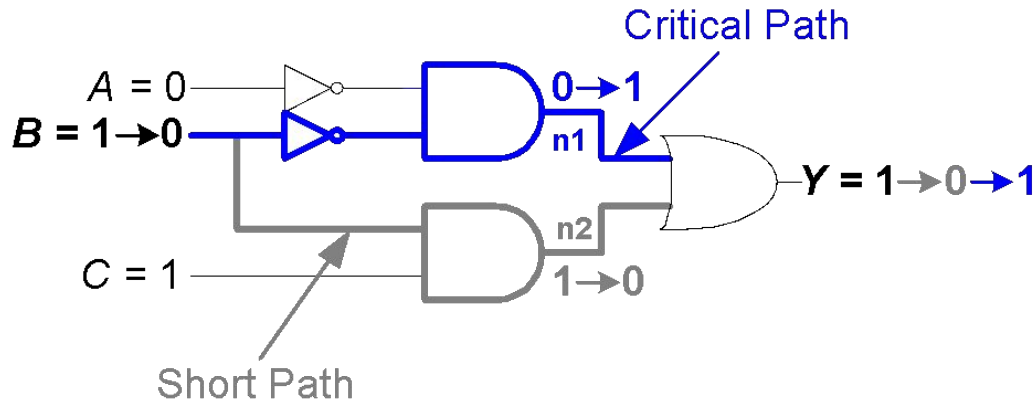 Critical Path
A = 0
0→1
B = 1→0
n1
Y = 1→0→1
n2
C = 1
1→0
Short Path